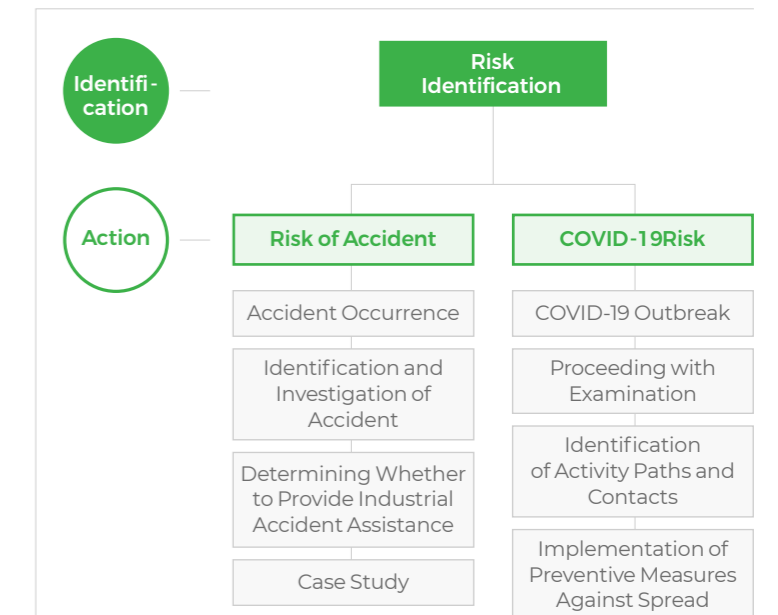 Identifi-
cation
Risk
Identification
Action
Risk of Accident
COVID-19Risk
Accident Occurrence
Identification and
Investigation of
Accident
Determining Whether
to Provide Industrial
Accident Assistance
Case Study
COVID-19 Outbreak
Proceeding with
Examination
Identification
of Activity Paths and
Contacts
Implementation of
Preventive Measures
Against Spread